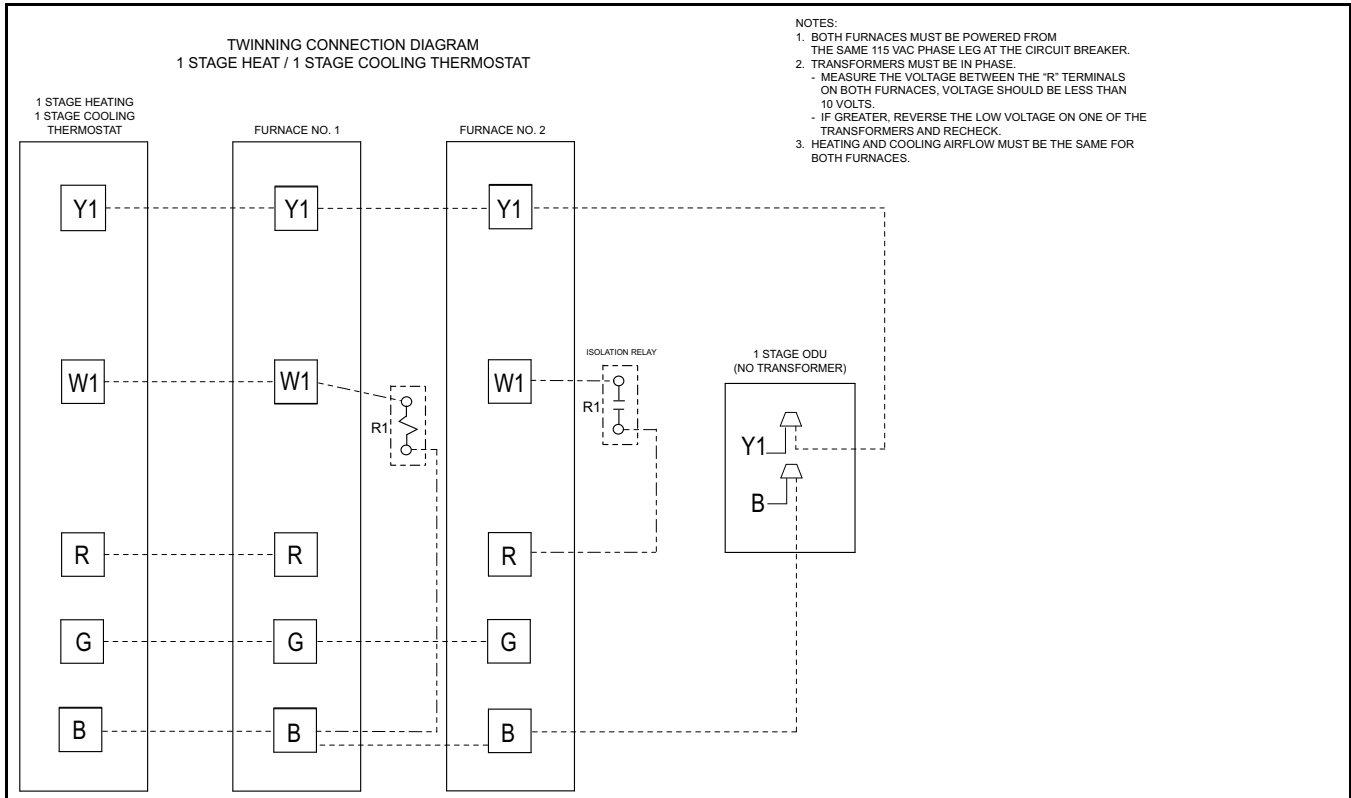 TWINNING CONNECTION DIAGRAM
1 STAGE HEAT / 1 STAGE COOLING THERMOSTAT
NOTES:
1. BOTH FURNACES MUST BE POWERED FROM
THE SAME 115 VAC PHASE LEG AT THE CIRCUIT BREAKER.
2. TRANSFORMERS MUST BE IN PHASE.
- MEASURE THE VOLTAGE BETWEEN THE “R” TERMINALS
ON BOTH FURNACES, VOLTAGE SHOULD BE LESS THAN
10 VOLTS.
- IF GREATER, REVERSE THE LOW VOLTAGE ON ONE OF THE
TRANSFORMERS AND RECHECK.
3. HEATING AND COOLING AIRFLOW MUST BE THE SAME FOR
BOTH FURNACES.
1 STAGE HEATING
1 STAGE COOLING
THERMOSTAT
Y1
W1
R
G
B
FURNACE NO. 1
Y1
W1
R
G
B
R1
FURNACE NO. 2
Y1
W1
R
G
B
ISOLATION RELAY
R1
1 STAGE ODU
(NO TRANSFORMER)
Y1
B